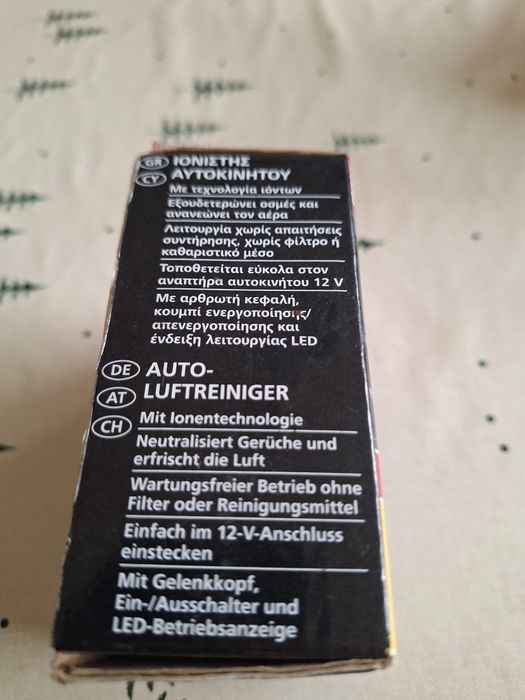 GR ΙΟΝΙΣΤΗΣ
CY ΑΥΤΟΚΙΝΗΤΟΥ
Με τεχνολογία ιόντων
Εξουδετερώνει οσμές και
ανανεώνει τον αέρα
Λειτουργία χωρίς απαιτήσεις
συντήρησης, χωρίς φίλτρο ή
καθαριστικό μέσο
Τοποθετείται εύκολα στον
αναπτήρα αυτοκινήτου 12 V
Με αρθρωτή κεφαλή,
κουμπί ενεργοποίησης/
απενεργοποίησης και
ένδειξη λειτουργίας LED
DE AUTO-
AT LUFTREINIGER
CH Mit Ionentechnologie
Neutralisiert Gerüche und
erfrischt die Luft
Wartungsfreier Betrieb ohne
Filter oder Reinigungsmittel
Einfach im 12-V-Anschluss
einstecken
Mit Gelenkkopf,
Ein-/Ausschalter und
LED-Betriebsanzeige